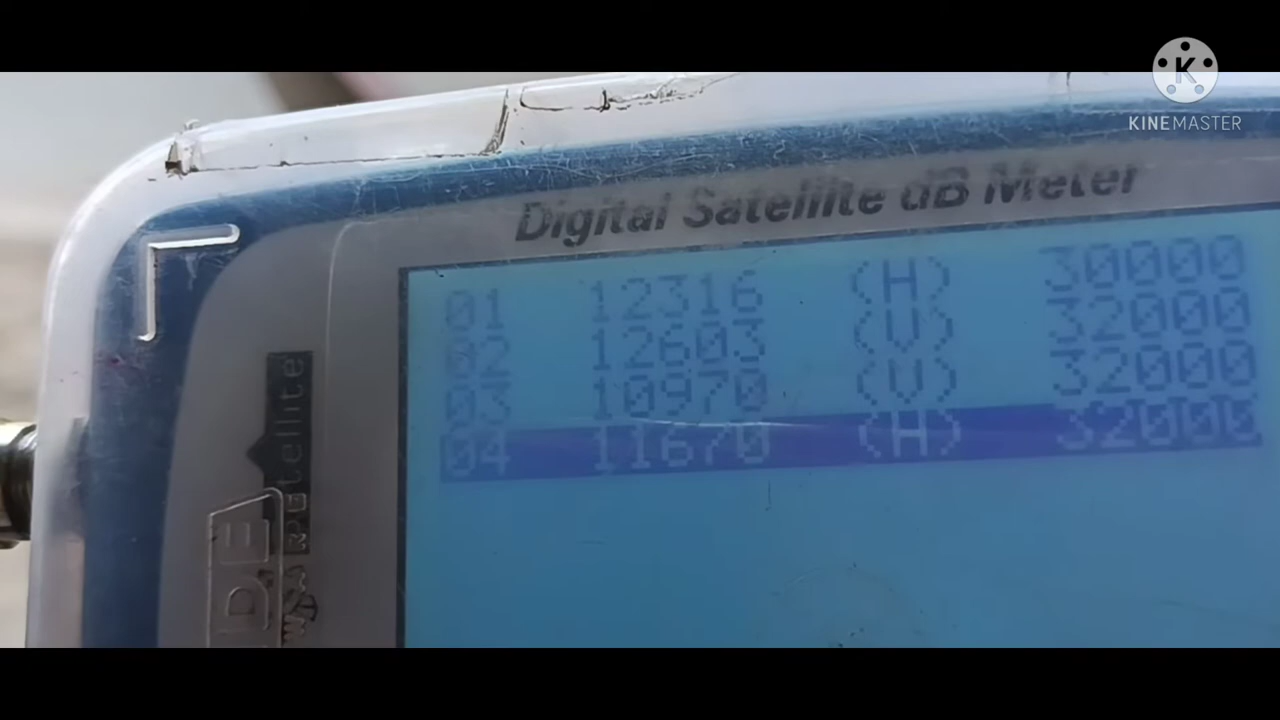 KINEMASTER
Digital Satellite dB Meter
01 12316 (H) 30000
02 12603 (V) 32000
03 10970 (V) 32000
04 11670 (H) 32000